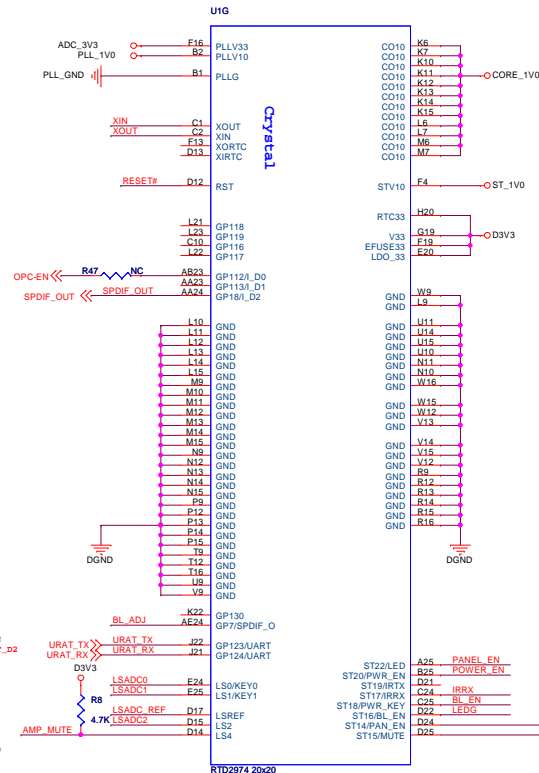 U1G
ADC_3V3 F16 PLLV33
PLL_1V0 B2 PLLV10
PLL_GND B1 PLLG
XIN C1 XOUT
XOUT C2 XIN
F13 XORTC
D13 XIRTC
RESET# D12 RST
L21 GP118
L23 GP119
C10 GP116
L22 GP117
OPC-EN R47 NC AB23 GP112/I_D0
AA23 GP113/I_D1
SPDIF_OUT SPDIF_OUT AA24 GP18/I_D2
L10 GND
L11 GND
L12 GND
L13 GND
L14 GND
L15 GND
M9 GND
M10 GND
M11 GND
M12 GND
M13 GND
M14 GND
M15 GND
N9 GND
N12 GND
N13 GND
N14 GND
N15 GND
P9 GND
P12 GND
P13 GND
P14 GND
P15 GND
T9 GND
T12 GND
T16 GND
U9 GND
V9 GND
DGND
K22 GP130
BL_ADJ AE24 GP7/SPDIF_O
URAT_TX URAT_TX J22 GP123/UART
URAT_RX URAT_RX J21 GP124/UART
_D2
D3V3
R8
4.7K
LSADC0 E24 LS0/KEY0
LSADC1 E25 LS1/KEY1
LSADC_REF D17 LSREF
LSADC2 D15 LS2
AMP_MUTE D14 LS4
Crystal
CO10 K6
CO10 K7
CO10 K10
CO10 K11 CORE_1V0
CO10 K12
CO10 K13
CO10 K14
CO10 K15
CO10 L6
CO10 L7
CO10 M6
CO10 M7
STV10 F4 ST_1V0
RTC33 H20
V33 G19 D3V3
EFUSE33 F19
LDO_33 E20
GND W9
GND L9
GND U11
GND U14
GND U15
GND U10
GND N11
GND N10
GND W16
GND W15
GND W12
GND V13
GND V14
GND V15
GND V12
GND R9
GND R12
GND R13
GND R14
GND R15
GND R16
DGND
ST22/LED A25 PANEL_EN
ST20/PWR_EN B25 POWER_EN
ST19/IRTX D21
ST17/IRRX C24 IRRX
ST18/PWR_KEY C25 BL_EN
ST16/BL_EN D22 LEDG
ST14/PAN_EN D24
ST15/MUTE D25
RTD2974 20x20